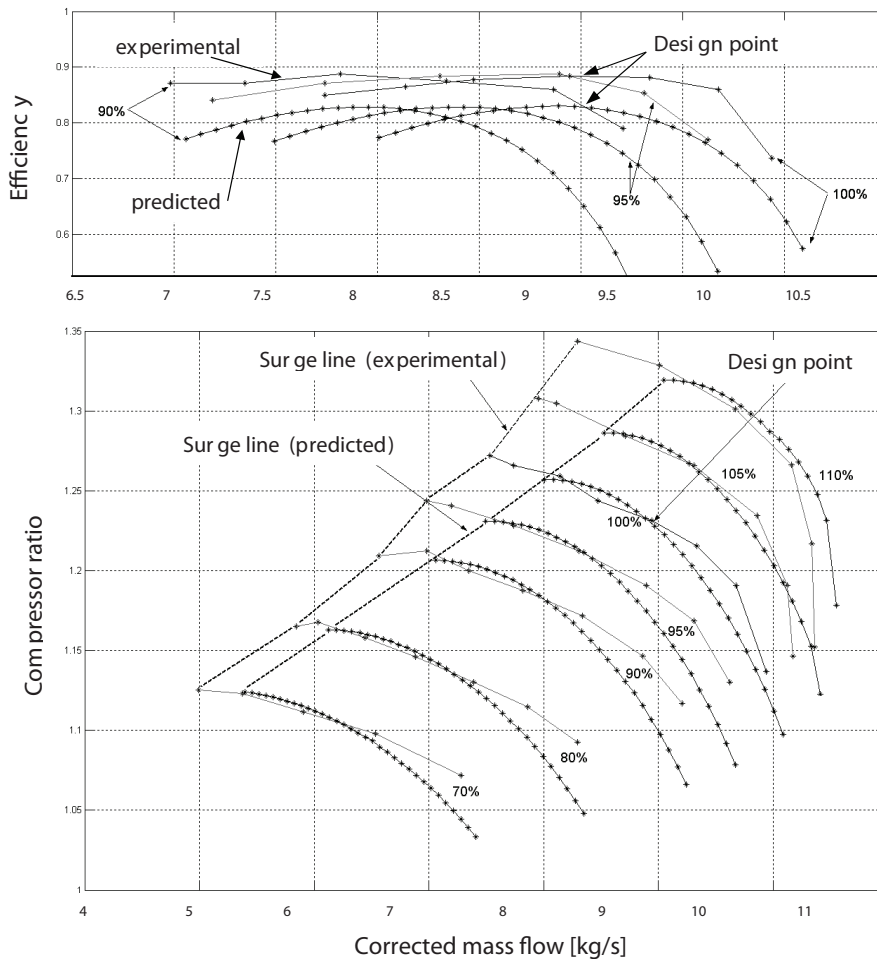 experimental
Desi gn point
0.9
90%
0.8
Efficienc y
0.7
predicted
95%
100%
0.6
6.5 7 7.5 8 8.5 9 9.5 10 10.5
1.35
Sur ge line (experimental)
Desi gn point
1.3
Sur ge line (predicted)
105%
110%
1.25
100%
Com pressor ratio
1.2
95%
1.15
90%
1.1
80%
70%
1.05
1
4 5 6 7 8 9 10 11
Corrected mass flow [kg/s]